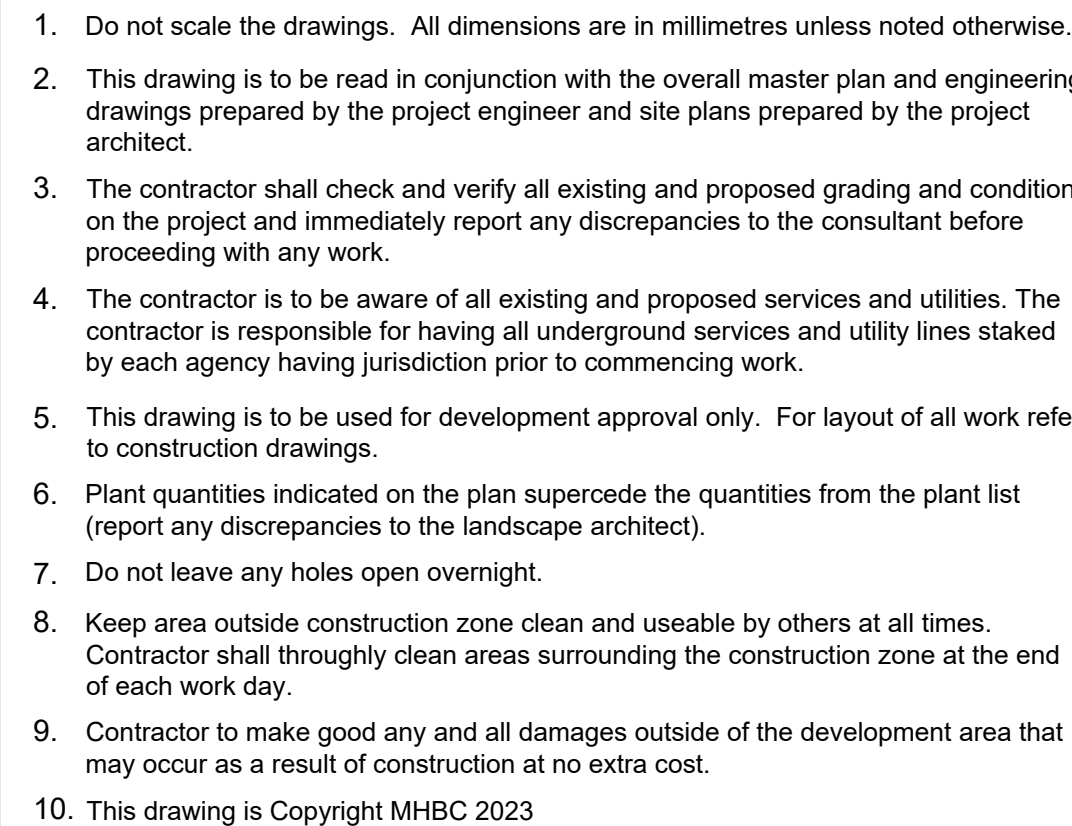 1. Do not scale the drawings.  All dimensions are in millimetres unless noted otherwise.
2. This drawing is to be read in conjunction with the overall master plan and engineering
drawings prepared by the project engineer and site plans prepared by the project
architect.
3. The contractor shall check and verify all existing and proposed grading and condition
on the project and immediately report any discrepancies to the consultant before
proceeding with any work.
4. The contractor is to be aware of all existing and proposed services and utilities. The
contractor is responsible for having all underground services and utility lines staked
by each agency having jurisdiction prior to commencing work.
5. This drawing is to be used for development approval only.  For layout of all work refe
to construction drawings.
6. Plant quantities indicated on the plan supercede the quantities from the plant list
(report any discrepancies to the landscape architect).
7. Do not leave any holes open overnight.
8. Keep area outside construction zone clean and useable by others at all times.
Contractor shall throughly clean areas surrounding the construction zone at the end
of each work day.
9. Contractor to make good any and all damages outside of the development area that
may occur as a result of construction at no extra cost.
10. This drawing is Copyright MHBC 2023